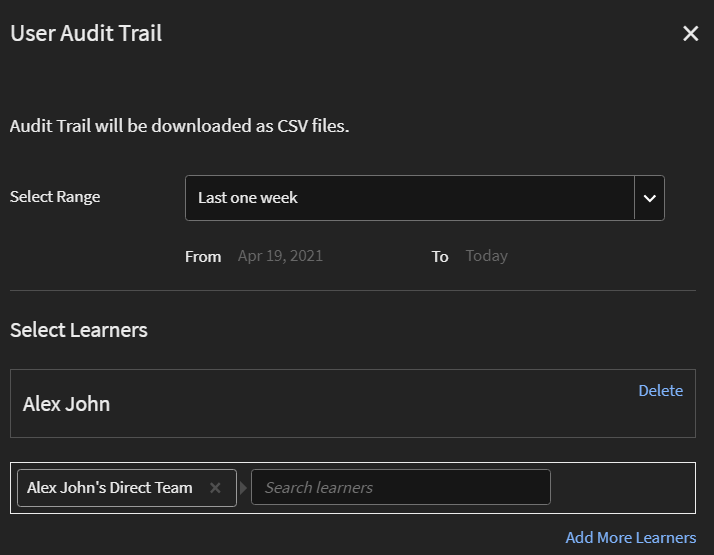 User Audit Trail
Audit Trail will be downloaded as CSV files.
Select Range Last one week
From Apr 19, 2021 To Today
Select Learners
Delete
Alex John
Alex John's Direct Team Search learners
Add More Learners